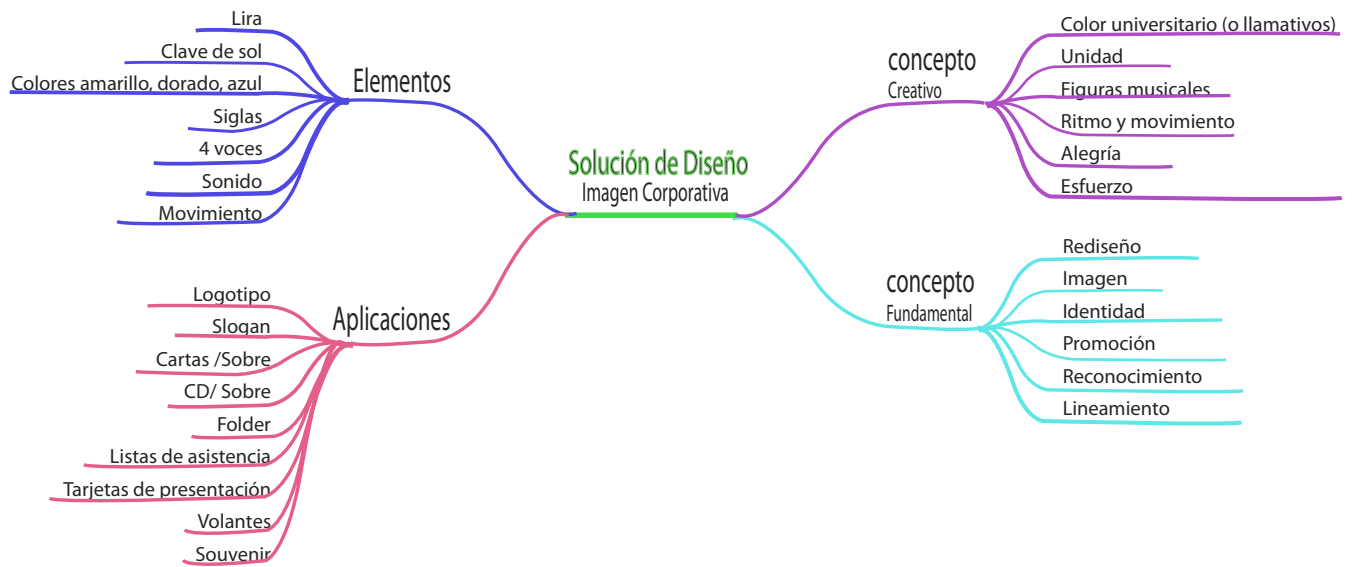 Solución de Diseño
Imagen Corporativa
Elementos
Lira
Clave de sol
Colores amarillo, dorado, azul
Siglas
4 voces
Sonido
Movimiento
Aplicaciones
Logotipo
Slogan
Cartas /Sobre
CD/ Sobre
Folder
Listas de asistencia
Tarjetas de presentación
Volantes
Souvenir
concepto
Creativo
Color universitario (o llamativos)
Unidad
Figuras musicales
Ritmo y movimiento
Alegría
Esfuerzo
concepto
Fundamental
Rediseño
Imagen
Identidad
Promoción
Reconocimiento
Lineamiento